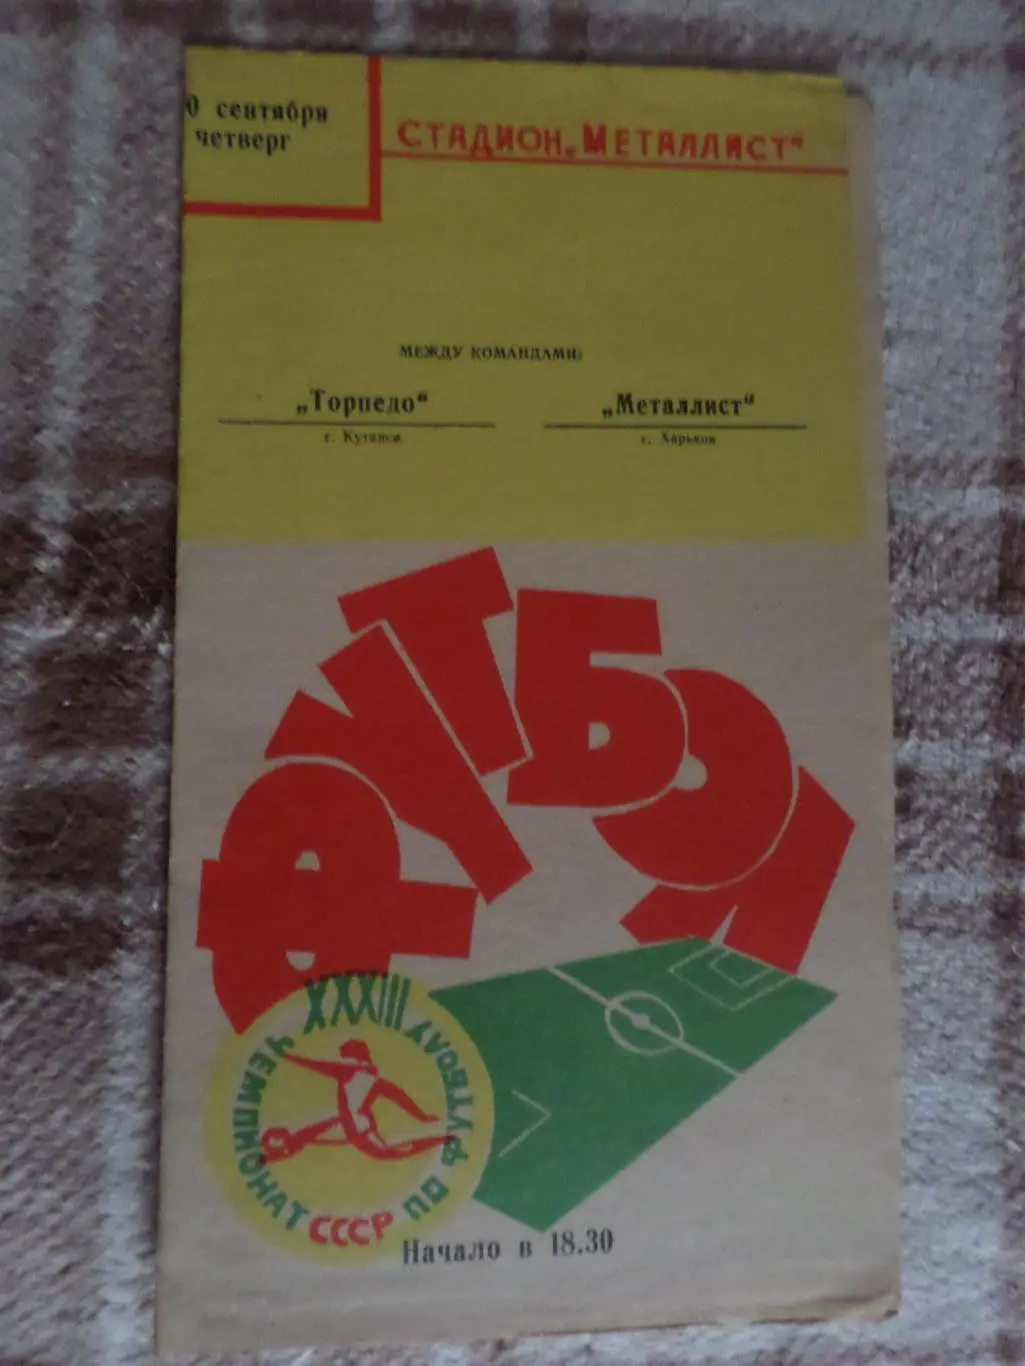 0 сентября
четверг
СТАДИОН „МЕТАЛЛИСТ“
МЕЖДУ КОМАНДАМИ:
„Торпедо“ „Металлист“
г. Кутаиси г. Харьков
ФУТБОЛ
XXXIII
ЧЕМПИОНАТ СССР ПО ФУТБОЛУ
Начало в 18.30